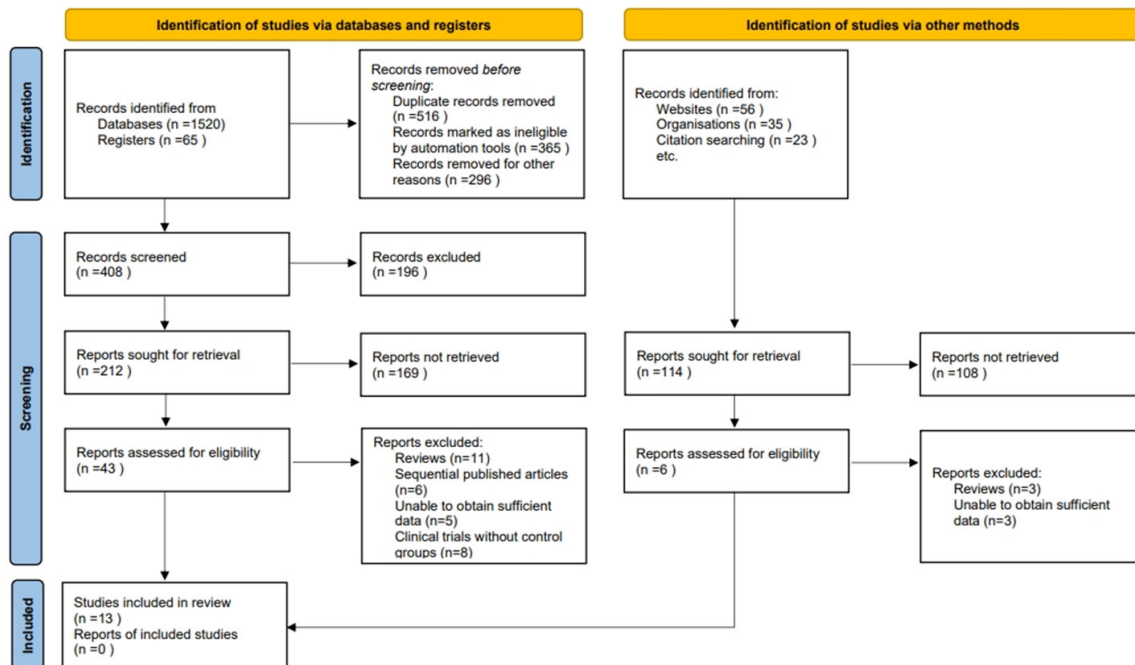 Identification of studies via databases and registers
Identification of studies via other methods
Identification
Records identified from
Databases (n =1520)
Registers (n =65 )
Records removed before
screening:
Duplicate records removed
(n =516 )
Records marked as ineligible
by automation tools (n =365 )
Records removed for other
reasons (n =296 )
Records identified from:
Websites (n =56 )
Organisations (n =35 )
Citation searching (n =23 )
etc.
Screening
Records screened
(n =408 )
Records excluded
(n =196 )
Reports sought for retrieval
(n =212 )
Reports not retrieved
(n =169 )
Reports sought for retrieval
(n =114 )
Reports not retrieved
(n =108 )
Reports assessed for eligibility
(n =43 )
Reports excluded:
Reviews (n=11)
Sequential published articles
(n=6)
Unable to obtain sufficient
data (n=5)
Clinical trials without control
groups (n=8)
Reports assessed for eligibility
(n =6 )
Reports excluded:
Reviews (n=3)
Unable to obtain sufficient
data (n=3)
Included
Studies included in review
(n =13 )
Reports of included studies
(n =0 )